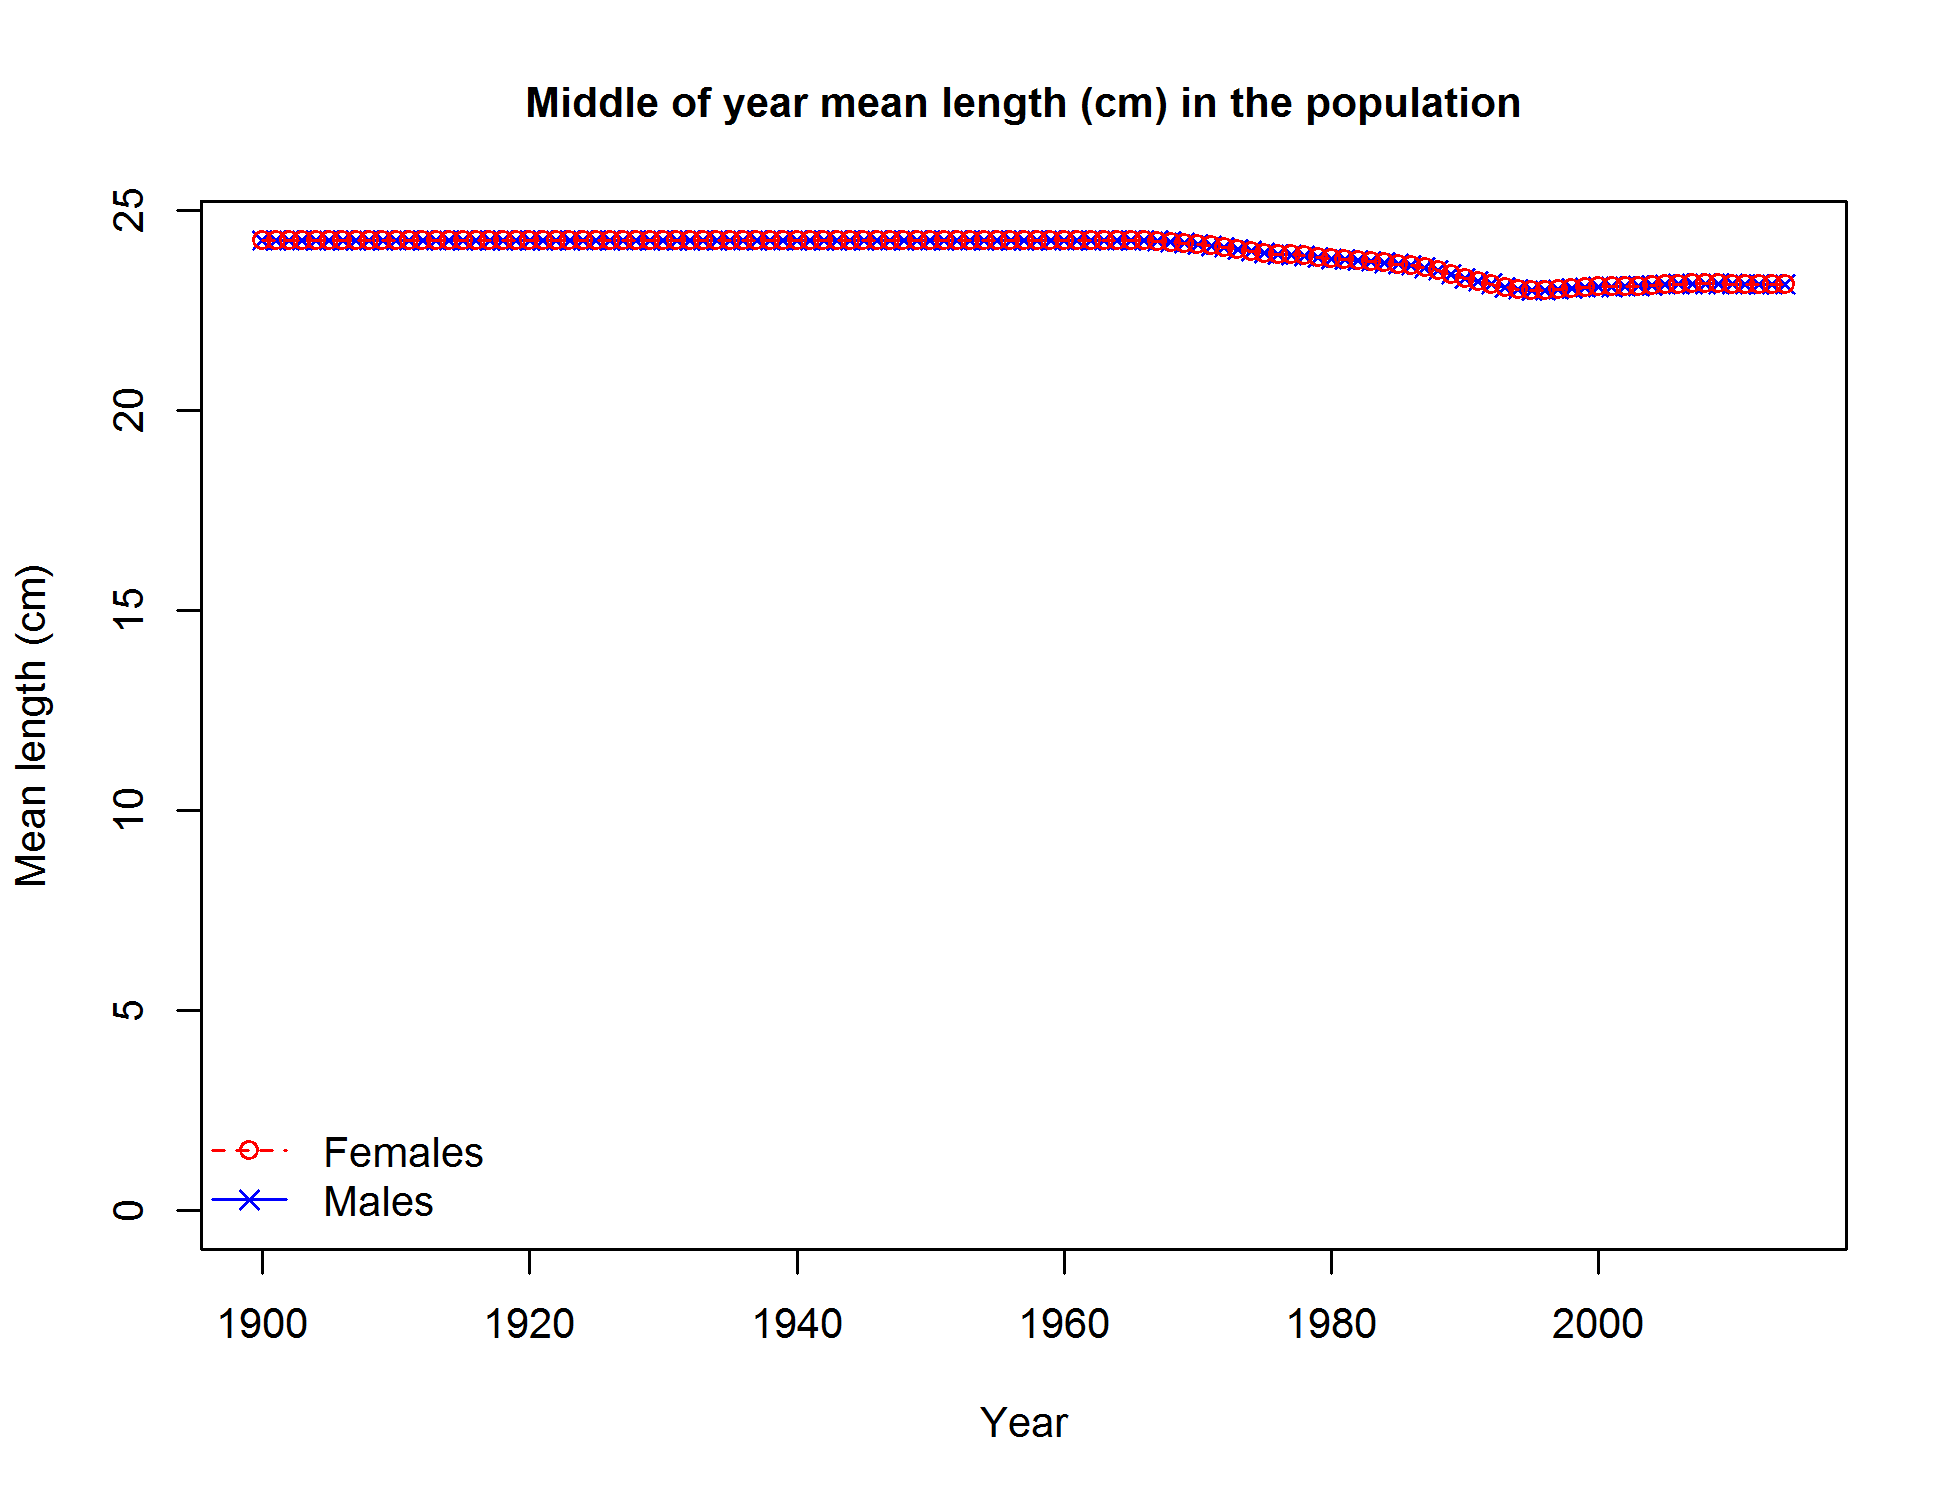 Middle of year mean length (cm) in the population
25
20
15
10
5
0
Mean length (cm)
Females
Males
1900 1920 1940 1960 1980 2000
Year